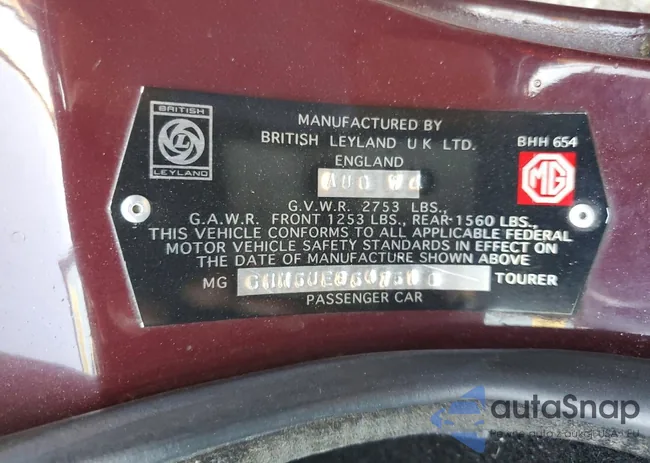 BRITISH
LEYLAND
MANUFACTURED BY
BRITISH LEYLAND U K LTD.
ENGLAND
BHH 654
MG
AUG 74
G.V.W.R. 2753 LBS.,
G.A.W.R. FRONT 1253 LBS., REAR-1560 LBS.,
THIS VEHICLE CONFORMS TO ALL APPLICABLE FEDERAL
MOTOR VEHICLE SAFETY STANDARDS IN EFFECT ON
THE DATE OF MANUFACTURE SHOWN ABOVE
MG TOURER
PASSENGER CAR
autaSnap